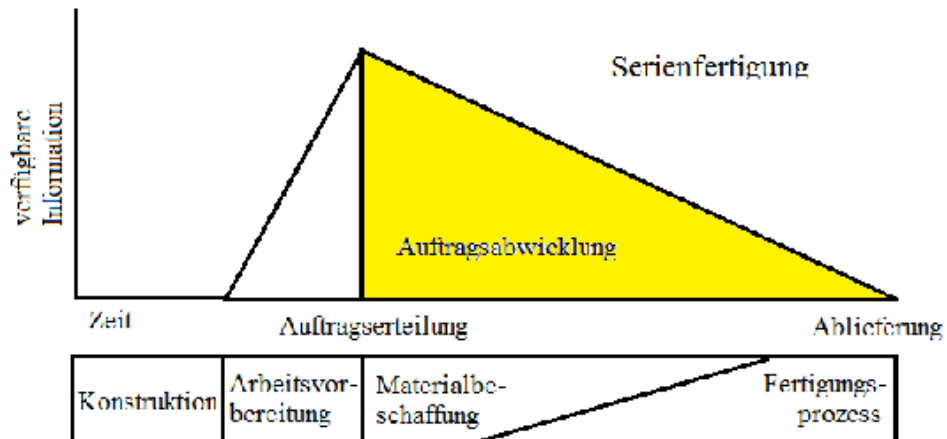 Serienfertigung
verfügbare
Information
Auftragsabwicklung
Zeit
Auftragserteilung
Ablieferung
Konstruktion
Arbeitsvor-
bereitung
Materialbe-
schaffung
Fertigungs-
prozess